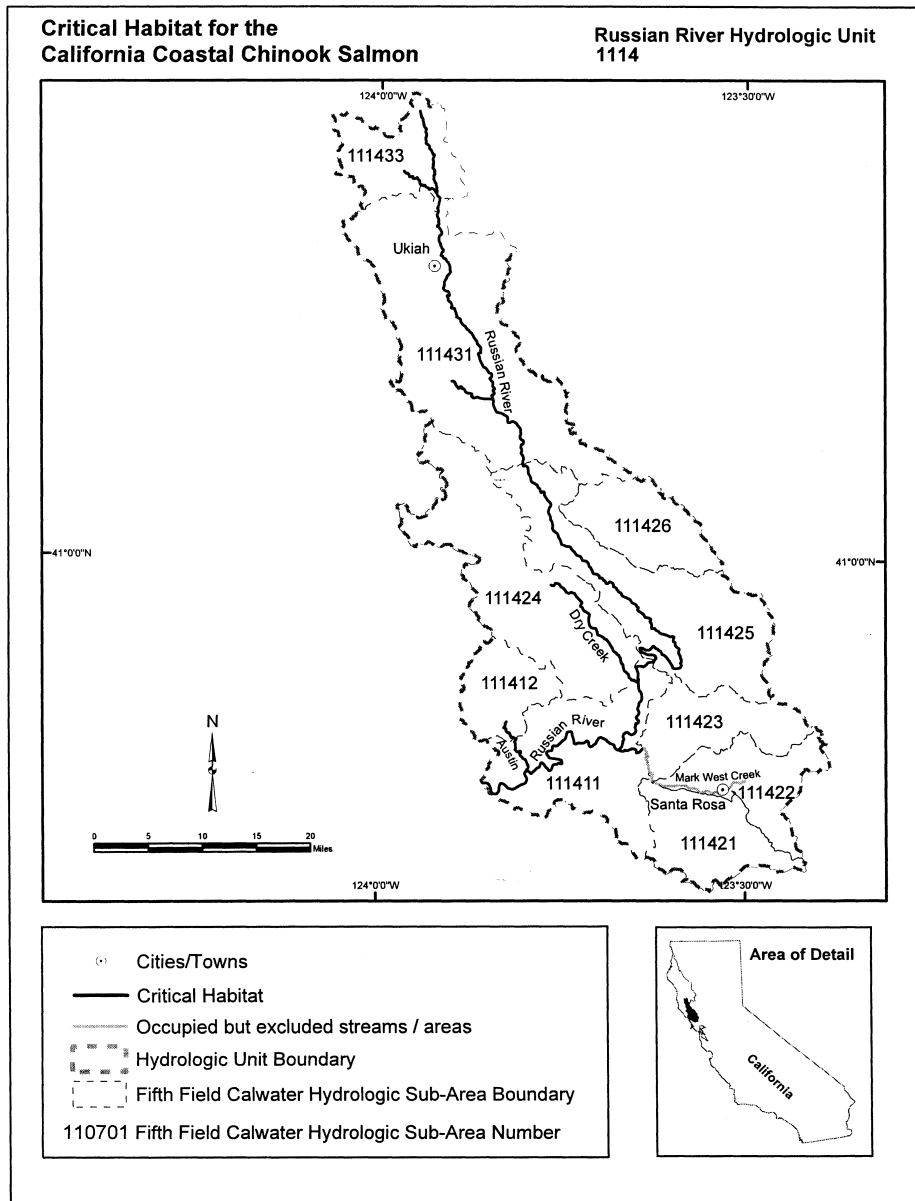 Critical Habitat for the
California Coastal Chinook Salmon
Russian River Hydrologic Unit
1114
124°0'0"W
123°30'0"W
111433
Ukiah
111431
Russian River
111426
41°0'0"N
41°0'0"N
111424
Dry Creek
111425
111412
111423
N
Austin
Russian River
Mark West Creek
111411
111422
Santa Rosa
111421
0 5 10 15 20
Miles
124°0'0"W
123°30'0"W
Cities/Towns
Critical Habitat
Occupied but excluded streams / areas
Hydrologic Unit Boundary
Fifth Field Calwater Hydrologic Sub-Area Boundary
110701 Fifth Field Calwater Hydrologic Sub-Area Number
Area of Detail
California